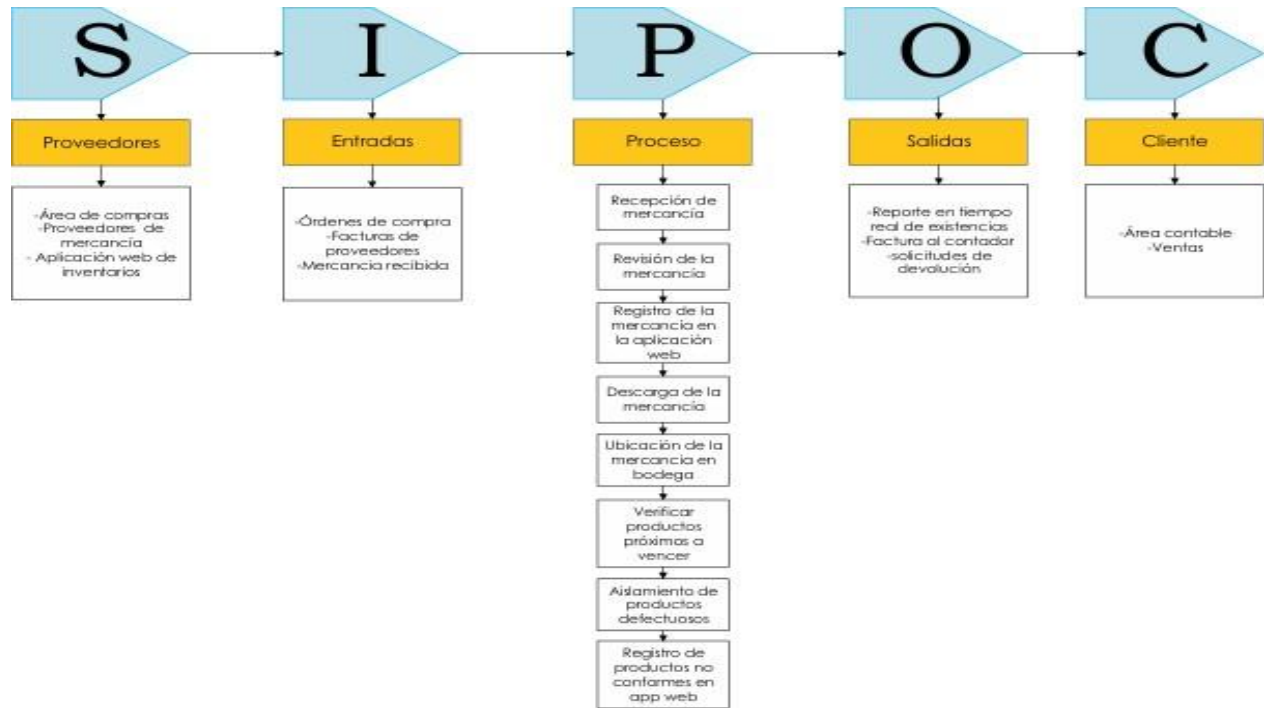 S
I
P
O
C
Proveedores
Entradas
Proceso
Salidas
Cliente
-Área de compras
-Proveedores de
mercancía
- Aplicación web de
inventarios
-Órdenes de compra
-Facturas de
proveedores
-Mercancia recibida
Recepción de
mercancía
Revisión de la
mercancía
Registro de la
mercancía en
la aplicación
web
Descarga de la
mercancía
Ubicación de la
mercancia en
bodega
Verificar
productos
próximos a
vencer
Aislamiento de
productos
defectuosos
Registro de
productos no
conformes en
app web
-Reporte en tiempo
real de existencias
-Factura al contador
-solicitudes de
devalución
-Área contable
-Ventas